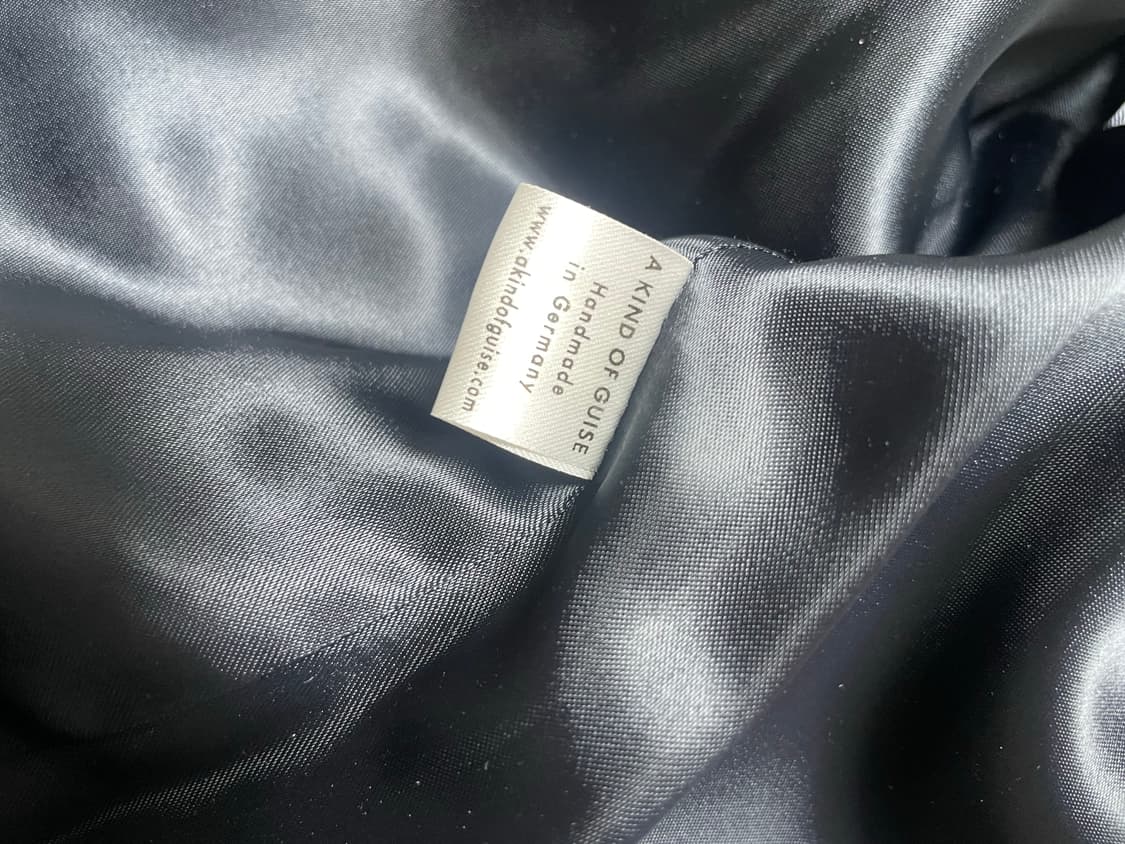 A KIND OF GUISE
Handmade
in Germany
www.akindofguise.com